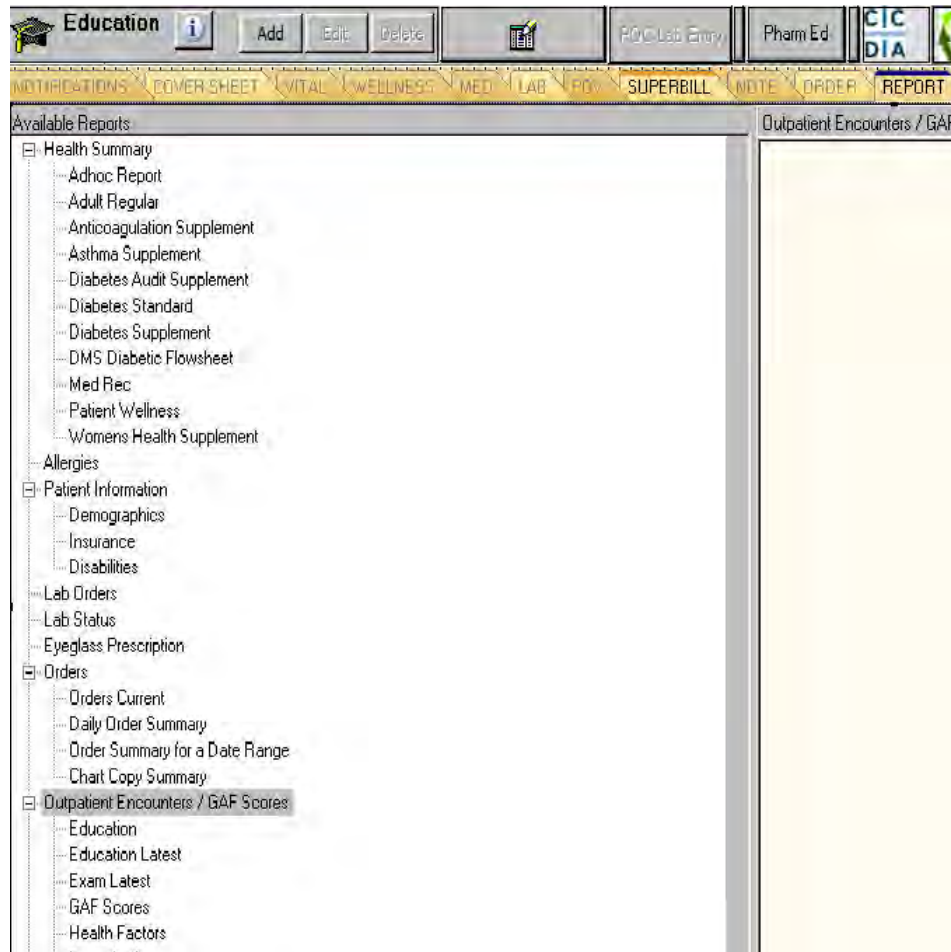 Education i Add Edit Delete POC Lab Entry Pharm Ed CIC
DIA
NOTIFICATIONS COVER SHEET VITAL WELLNESS MED LAB POV SUPERBILL NOTE ORDER REPORT
Available Reports Outpatient Encounters / GAF
Health Summary
Adhoc Report
Adult Regular
Anticoagulation Supplement
Asthma Supplement
Diabetes Audit Supplement
Diabetes Standard
Diabetes Supplement
DMS Diabetic Flowsheet
Med Rec
Patient Wellness
Womens Health Supplement
Allergies
Patient Information
Demographics
Insurance
Disabilities
Lab Orders
Lab Status
Eyeglass Prescription
Orders
Orders Current
Daily Order Summary
Order Summary for a Date Range
Chart Copy Summary
Outpatient Encounters / GAF Scores
Education
Education Latest
Exam Latest
GAF Scores
Health Factors